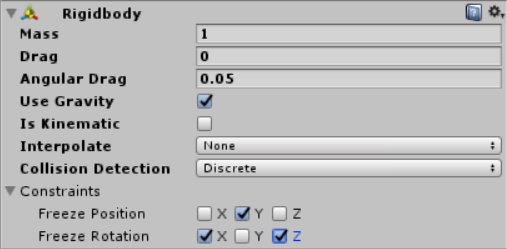 Rigidbody
Mass 1
Drag 0
Angular Drag 0.05
Use Gravity
Is Kinematic
Interpolate None
Collision Detection Discrete
Constraints
Freeze Position X Y Z
Freeze Rotation X Y Z